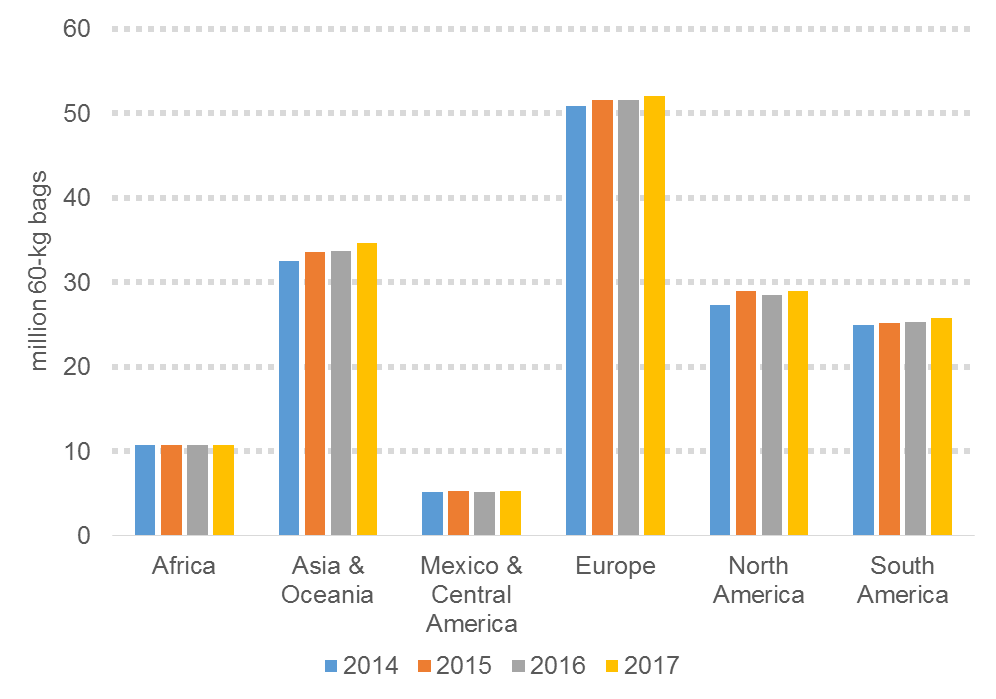 60
50
40
30
20
10
0
million 60-kg bags
Africa
Asia &
Oceania
Mexico &
Central
America
Europe
North
America
South
America
2014 2015 2016 2017